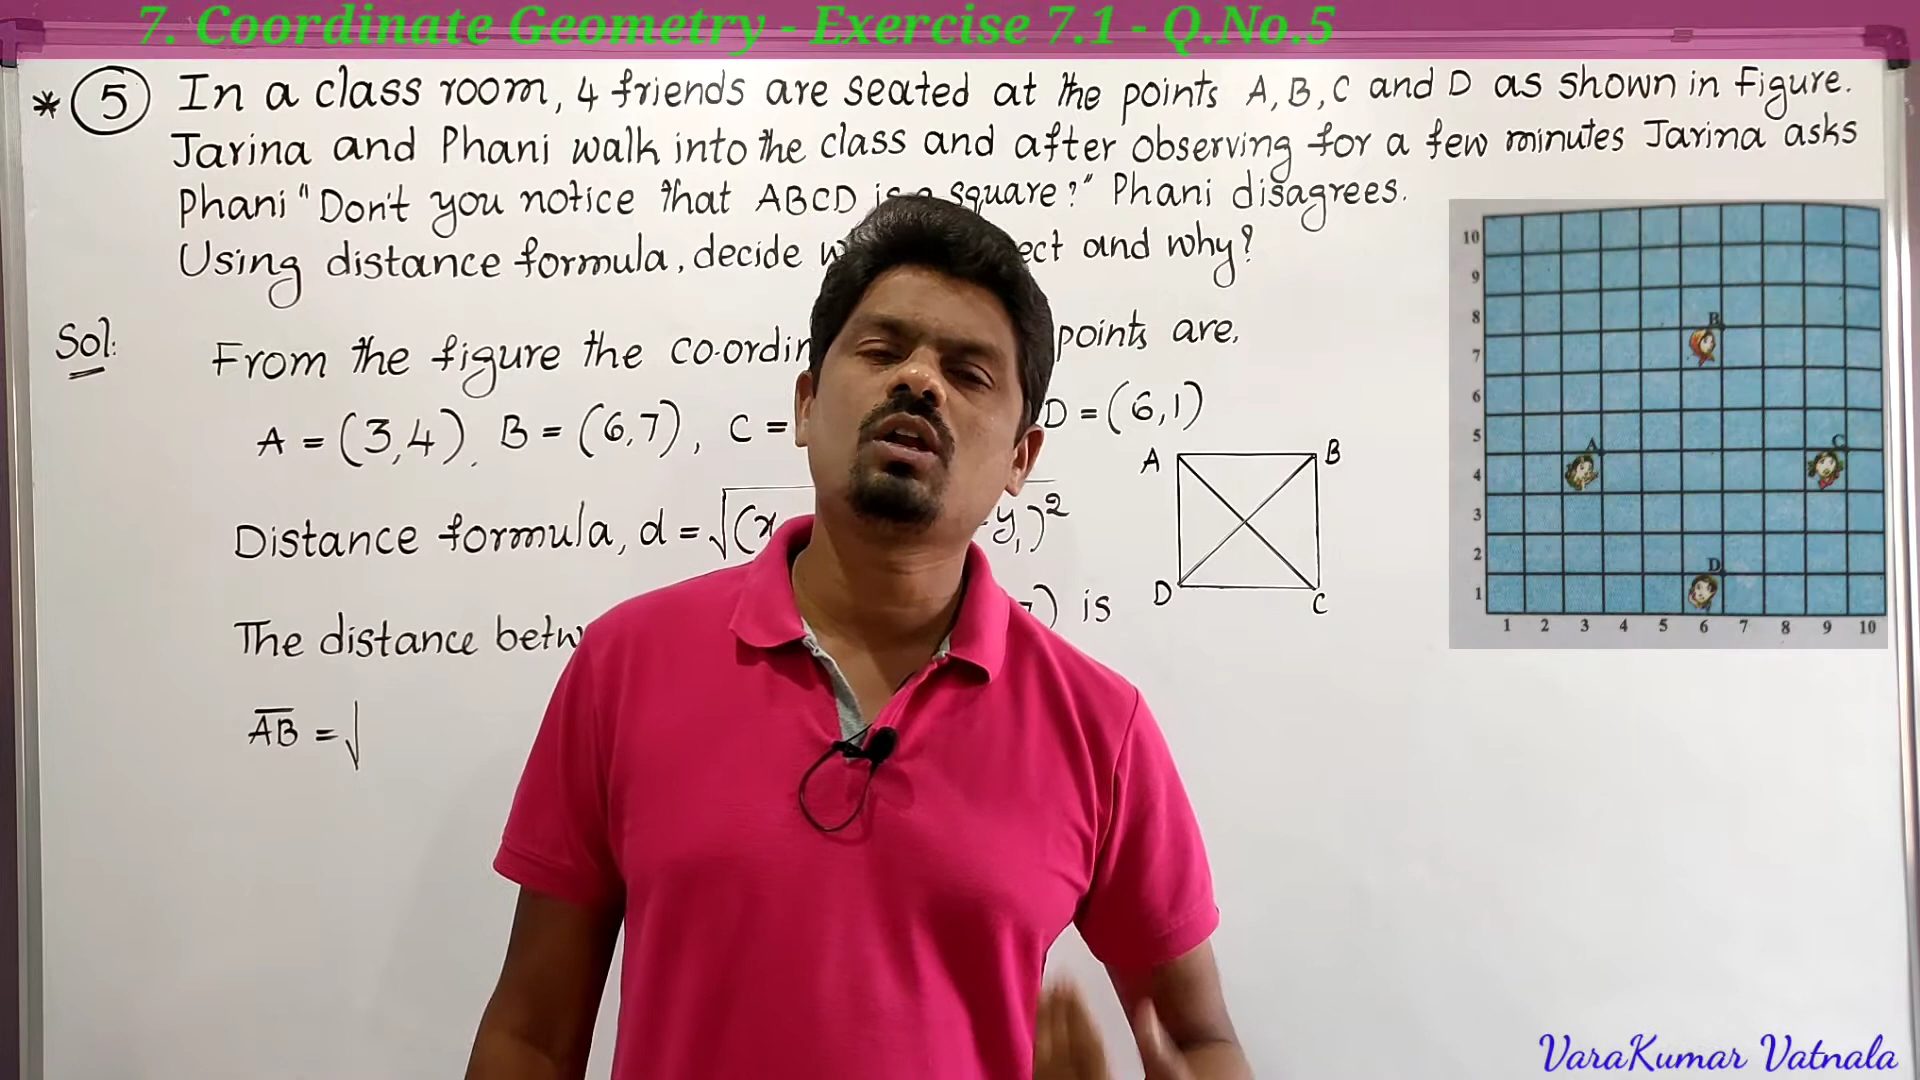 7. Coordinate Geometry - Exercise 7.1 - Q.No.5
* 5 In a class room, 4 friends are seated at the points A, B, C and D as shown in Figure.
Jarina and Phani walk into the class and after observing for a few minutes Jarina asks
Phani "Don't you notice that ABCD is a square?" Phani disagrees.
Using distance formula, decide ect and why?
Sol:
From the figure the co-ordin points are,
A = (3,4), B = (6,7), C = D = (6,1)
Distance formula, d = √(x y₁)²
The distance betw ) is
A̅B̅ = √
A B
D C
10
9
8 B
7
6
5 A C
4
3
2 D
1
1 2 3 4 5 6 7 8 9 10
VaraKumar Vatnala